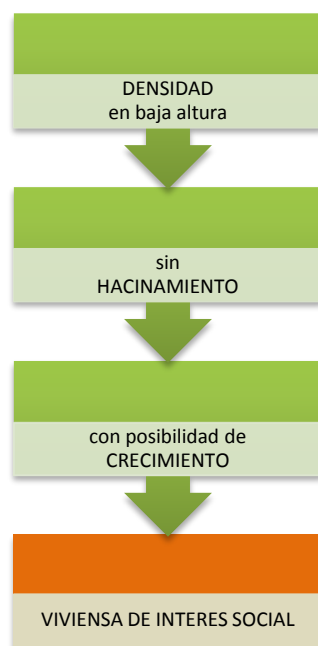 DENSIDAD
en baja altura
sin
HACINAMIENTO
con posibilidad de
CRECIMIENTO
VIVIENSA DE INTERES SOCIAL